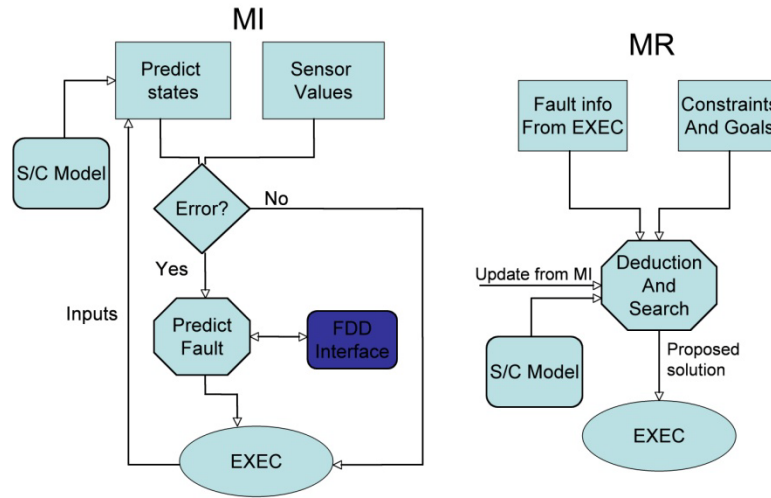 MI
Predict
states
Sensor
Values
S/C Model
Error?
No
Yes
Inputs
Predict
Fault
FDD
Interface
EXEC
MR
Fault info
From EXEC
Constraints
And Goals
Update from MI
Deduction
And
Search
S/C Model
Proposed
solution
EXEC